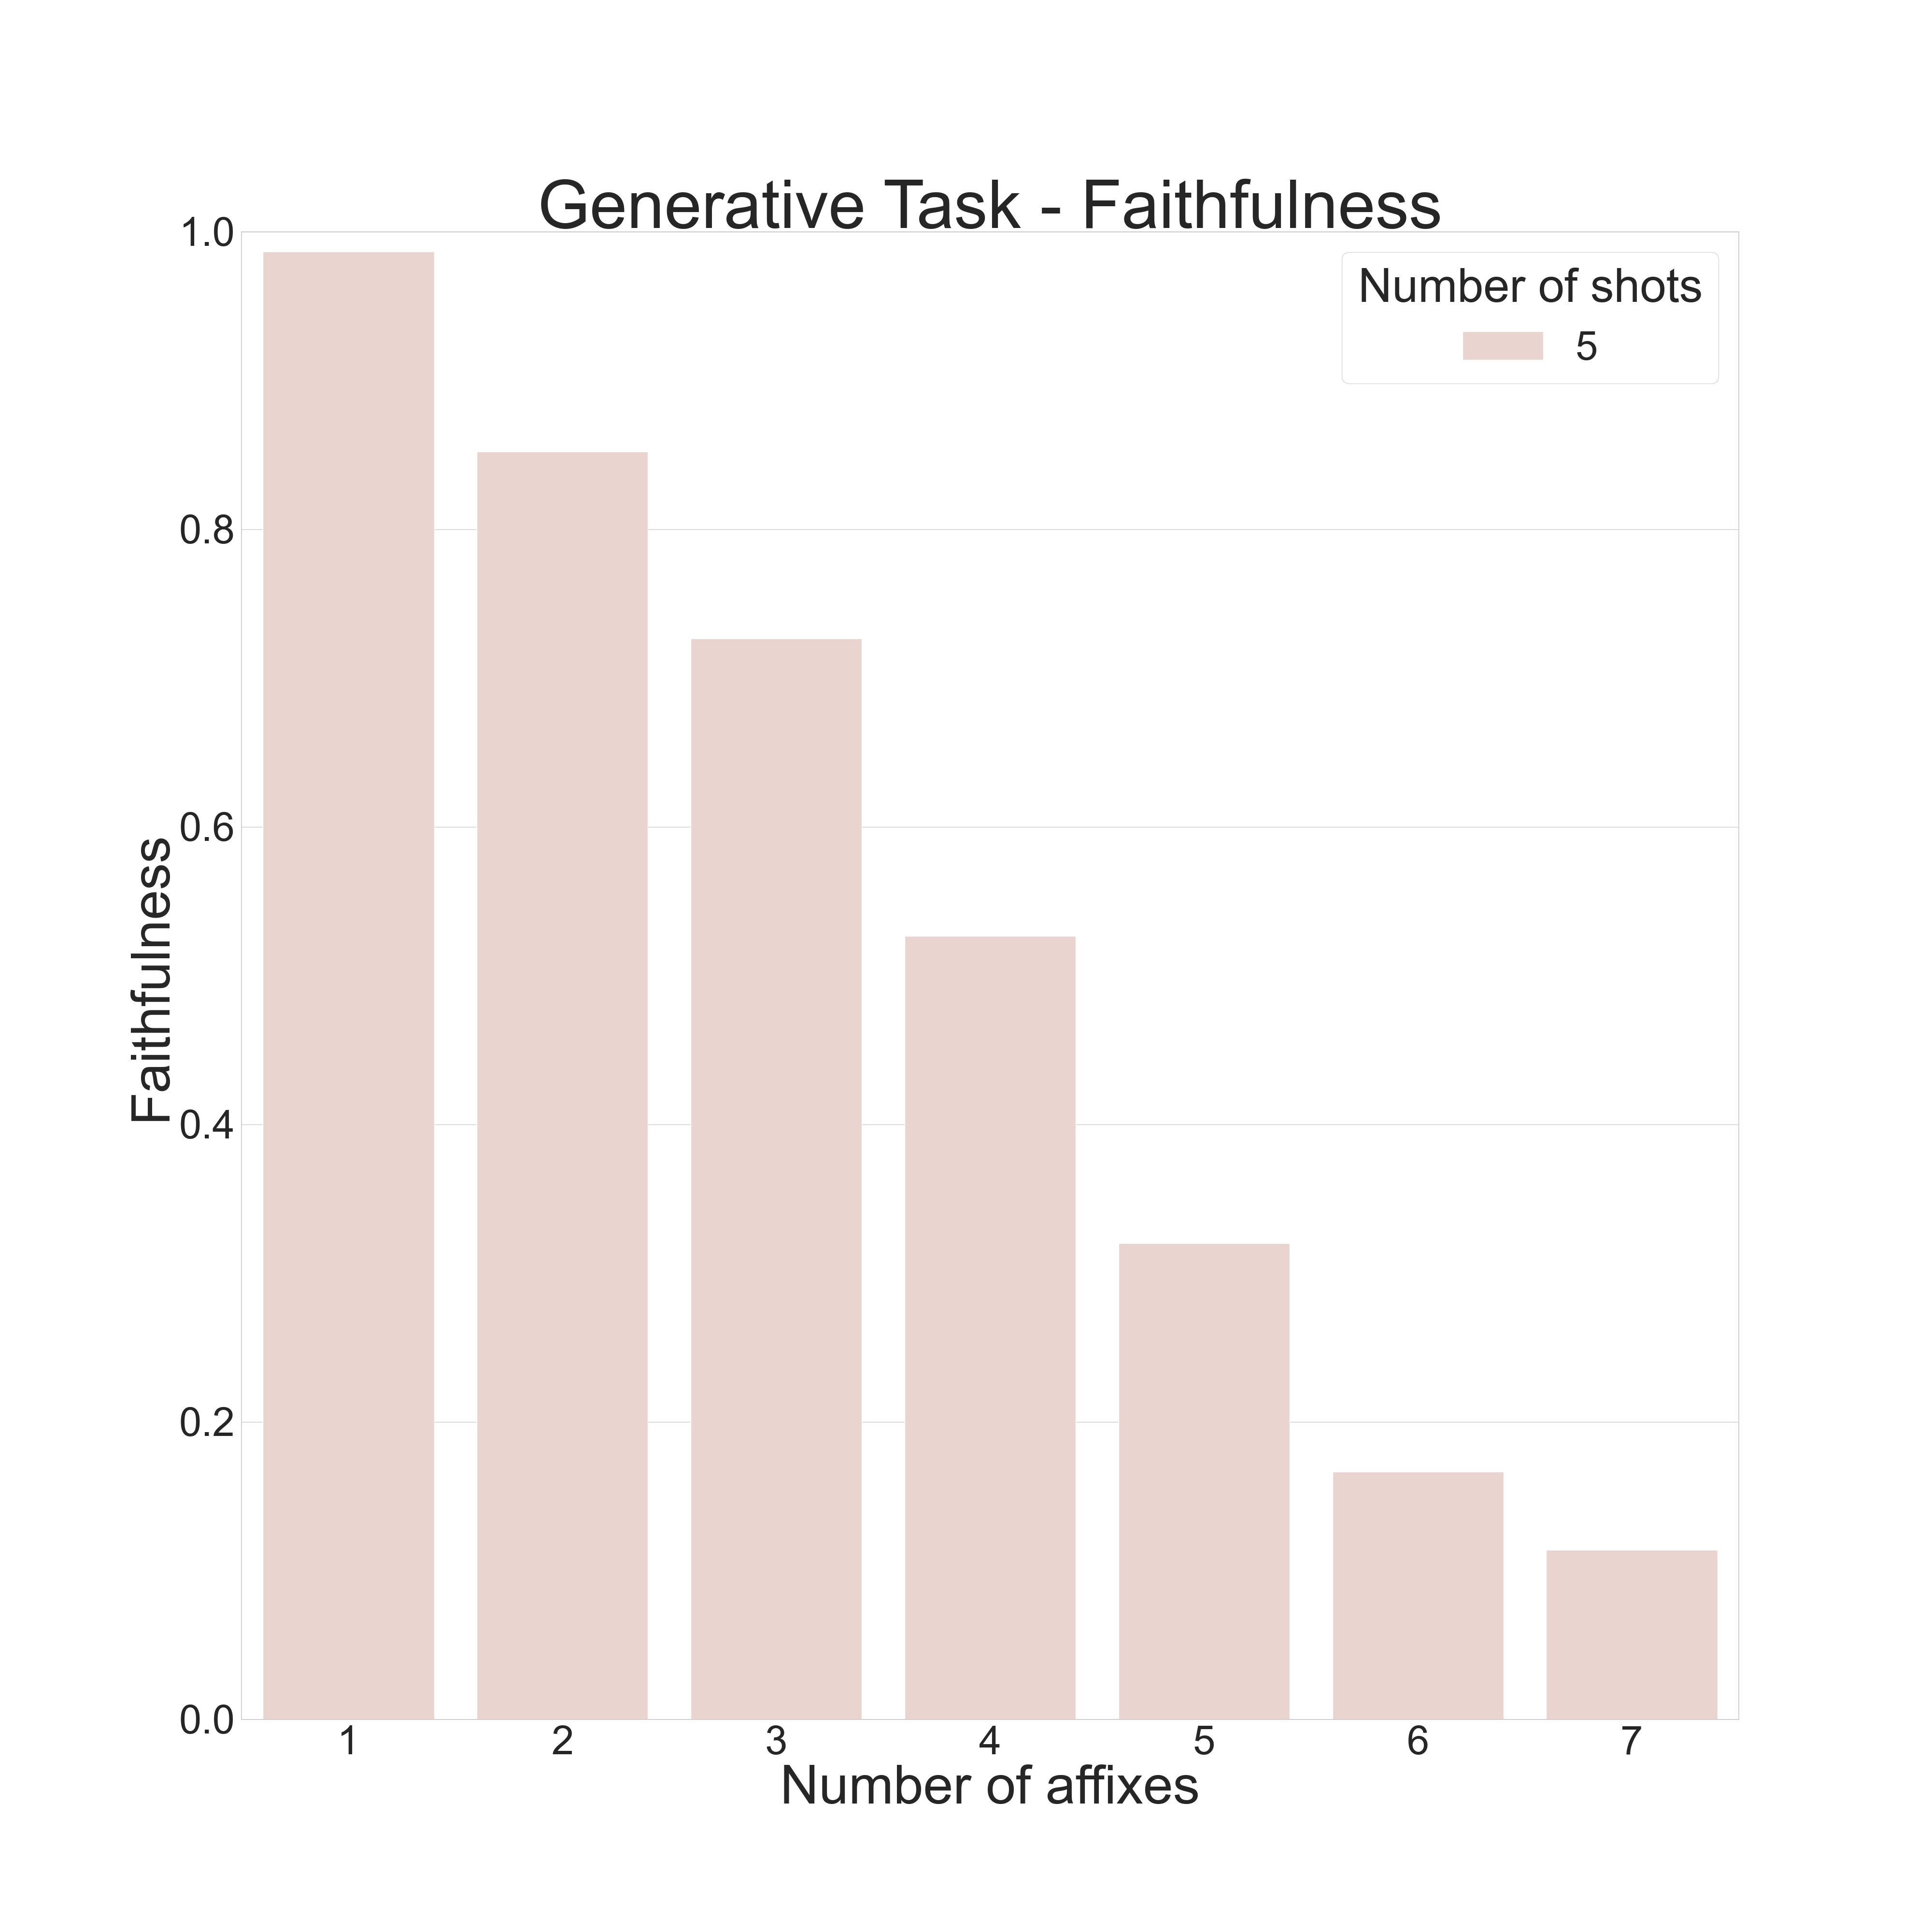 Generative Task - Faithfulness
Number of shots
5
1.0
0.8
0.6
0.4
0.2
0.0
Faithfulness
1 2 3 4 5 6 7
Number of affixes